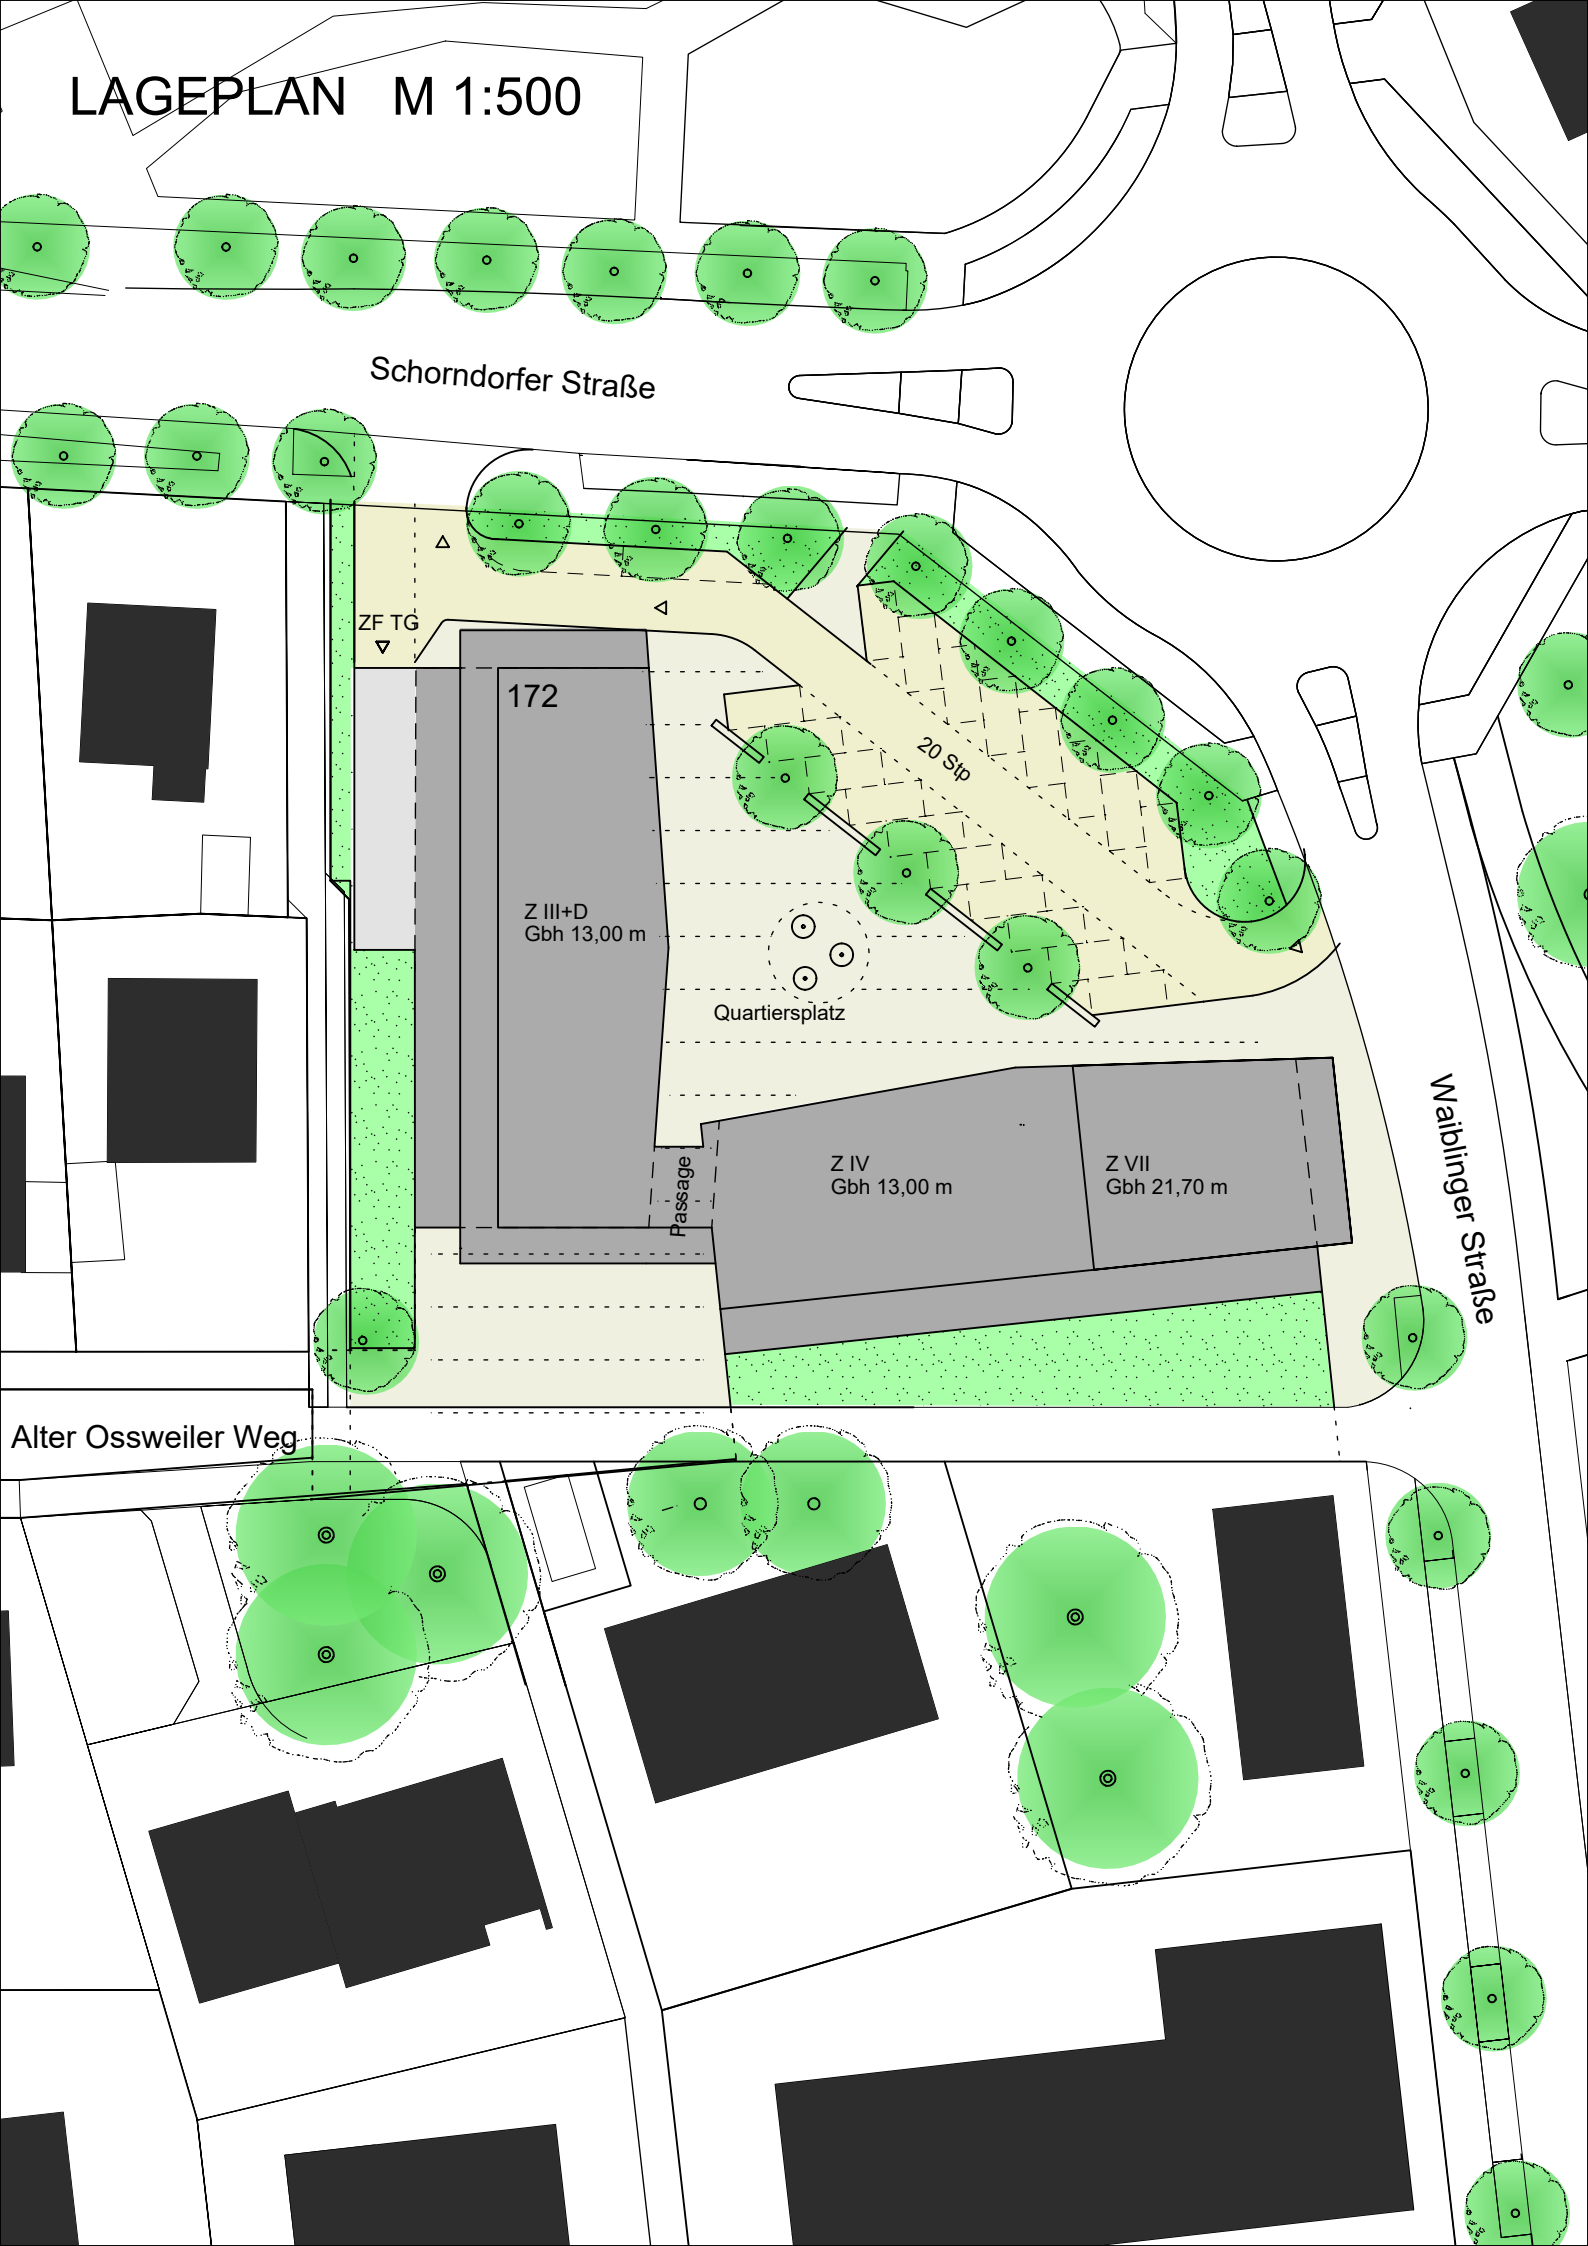 LAGEPLAN M 1:500
Schorndorfer Straße
ZF TG
172
20 Stp
Z III+D
Gbh 13,00 m
Quartiersplatz
Passage
Z IV
Gbh 13,00 m
Z VII
Gbh 21,70 m
Waiblinger Straße
Alter Ossweiler Weg